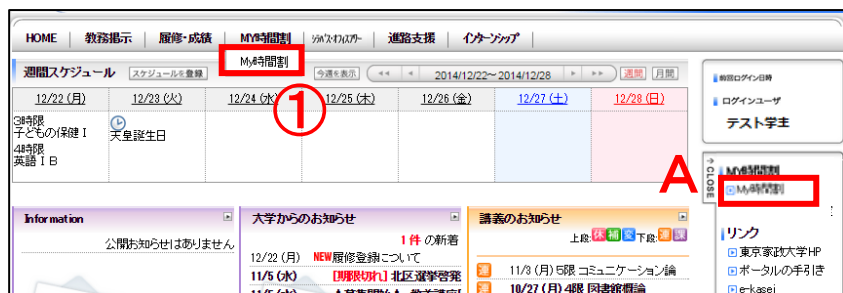 HOME 教務掲示 履修・成績 MY時間割 シラバス・オフィスアワー 進路支援 インターンシップ
My時間割
週間スケジュール スケジュールを登録 今週を表示 2014/12/22～2014/12/28 週間 月間
12/22 (月) 12/23 (火) 12/24 (水) 12/25 (木) 12/26 (金) 12/27 (土) 12/28 (日)
①
3時限
子どもの保健 I
4時限
英語 I B
天皇誕生日
前回ログイン日時
ログインユーザ
テスト学生
A
CLOSE
MY時間割
My時間割
リンク
東京家政大学HP
ポータルの手引き
e-kasei
Information
公開お知らせはありません
大学からのお知らせ
1件 の新着
12/22 (月) NEW履修登録について
11/5 (水) 【期限切れ】北区選挙啓発
講義のお知らせ
上段:休補変 下段:連課
連 11/3 (月) 5限 コミュニケーション論
連 10/27 (月) 4限 図書館概論